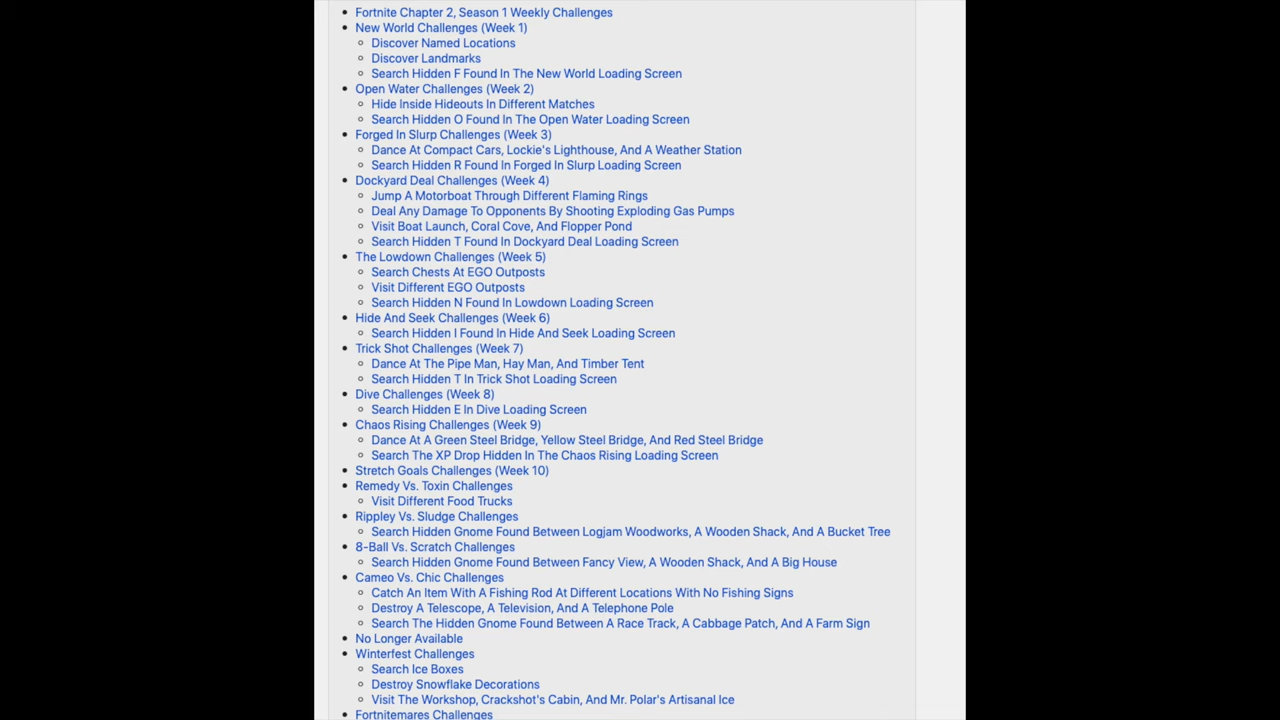 Fortnite Chapter 2, Season 1 Weekly Challenges
New World Challenges (Week 1)
Discover Named Locations
Discover Landmarks
Search Hidden F Found In The New World Loading Screen
Open Water Challenges (Week 2)
Hide Inside Hideouts In Different Matches
Search Hidden O Found In The Open Water Loading Screen
Forged In Slurp Challenges (Week 3)
Dance At Compact Cars, Lockie's Lighthouse, And A Weather Station
Search Hidden R Found In Forged In Slurp Loading Screen
Dockyard Deal Challenges (Week 4)
Jump A Motorboat Through Different Flaming Rings
Deal Any Damage To Opponents By Shooting Exploding Gas Pumps
Visit Boat Launch, Coral Cove, And Flopper Pond
Search Hidden T Found In Dockyard Deal Loading Screen
The Lowdown Challenges (Week 5)
Search Chests At EGO Outposts
Visit Different EGO Outposts
Search Hidden N Found In Lowdown Loading Screen
Hide And Seek Challenges (Week 6)
Search Hidden I Found In Hide And Seek Loading Screen
Trick Shot Challenges (Week 7)
Dance At The Pipe Man, Hay Man, And Timber Tent
Search Hidden T In Trick Shot Loading Screen
Dive Challenges (Week 8)
Search Hidden E In Dive Loading Screen
Chaos Rising Challenges (Week 9)
Dance At A Green Steel Bridge, Yellow Steel Bridge, And Red Steel Bridge
Search The XP Drop Hidden In The Chaos Rising Loading Screen
Stretch Goals Challenges (Week 10)
Remedy Vs. Toxin Challenges
Visit Different Food Trucks
Rippley Vs. Sludge Challenges
Search Hidden Gnome Found Between Logjam Woodworks, A Wooden Shack, And A Bucket Tree
8-Ball Vs. Scratch Challenges
Search Hidden Gnome Found Between Fancy View, A Wooden Shack, And A Big House
Cameo Vs. Chic Challenges
Catch An Item With A Fishing Rod At Different Locations With No Fishing Signs
Destroy A Telescope, A Television, And A Telephone Pole
Search The Hidden Gnome Found Between A Race Track, A Cabbage Patch, And A Farm Sign
No Longer Available
Winterfest Challenges
Search Ice Boxes
Destroy Snowflake Decorations
Visit The Workshop, Crackshot's Cabin, And Mr. Polar's Artisanal Ice
Fortnitemares Challenges